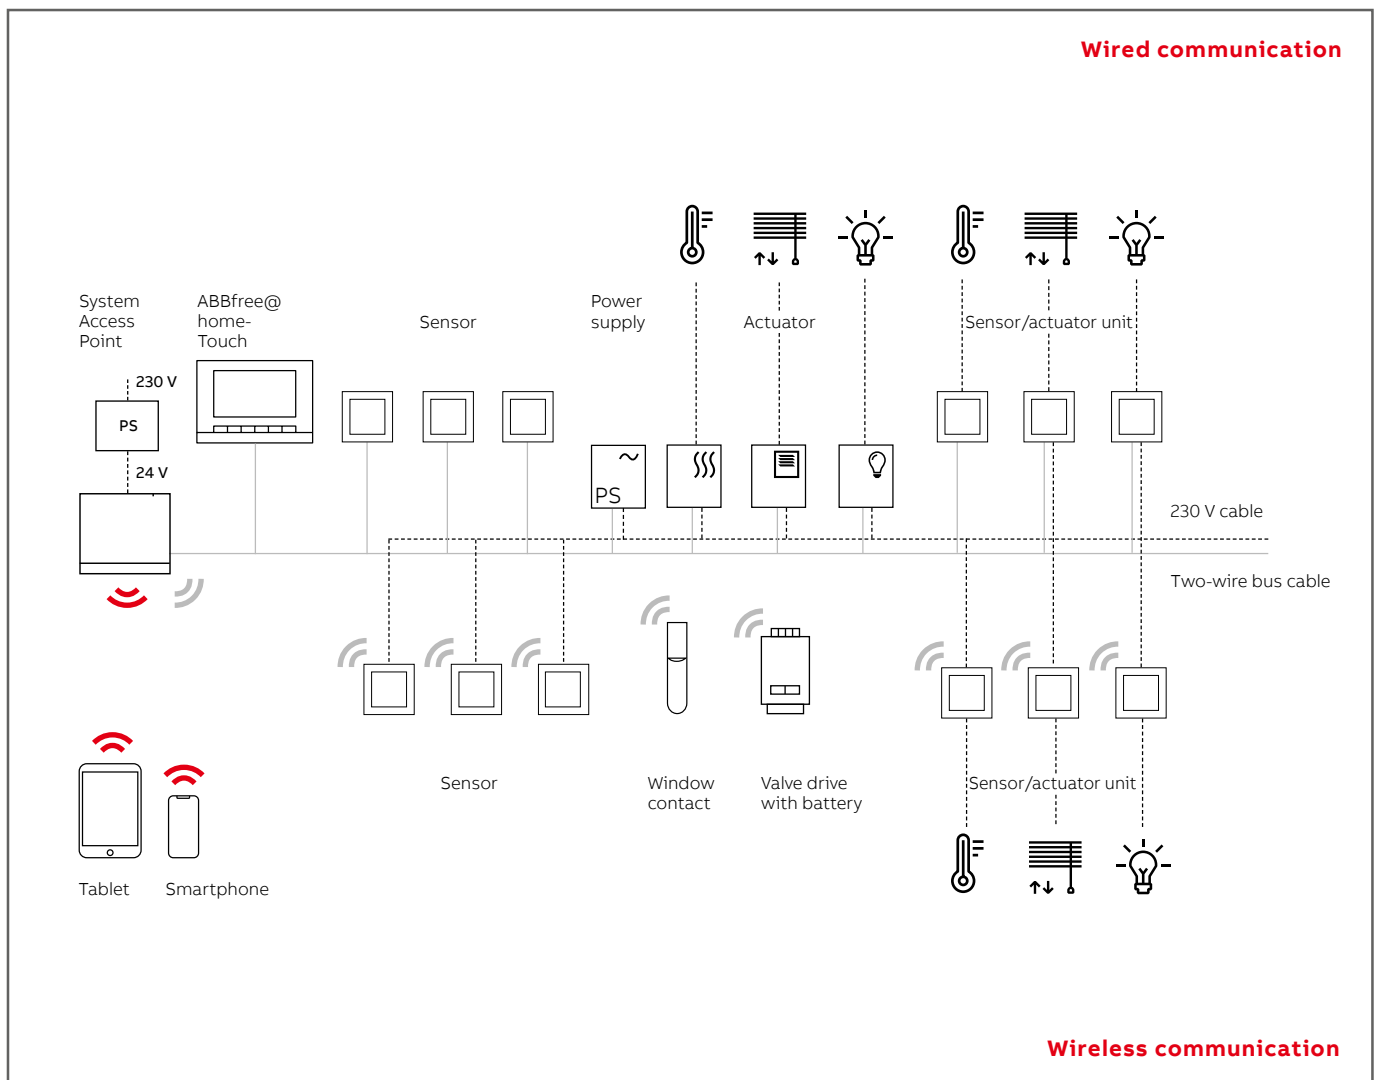 Wired communication
System
Access
Point
ABBfree@
home-
Touch
Sensor
Power
supply
Actuator
Sensor/actuator unit
230 V
PS
24 V
PS
230 V cable
Two-wire bus cable
Sensor
Window
contact
Valve drive
with battery
Sensor/actuator unit
Tablet
Smartphone
Wireless communication